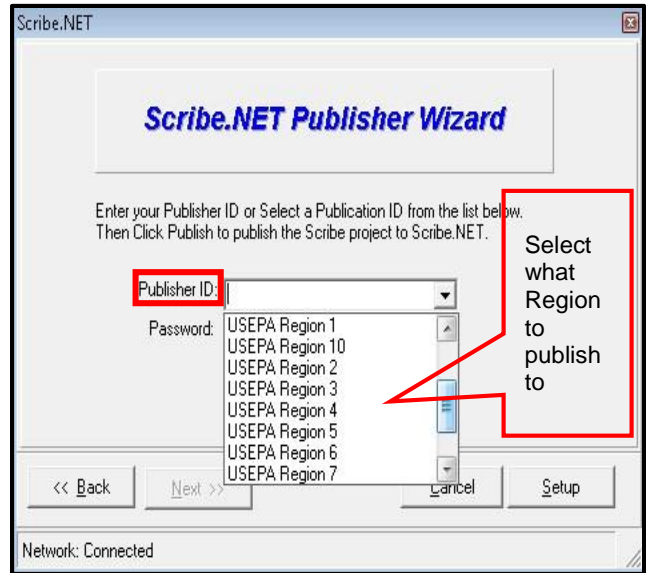 Scribe.NET
Scribe.NET Publisher Wizard
Enter your Publisher ID or Select a Publication ID from the list below.
Then Click Publish to publish the Scribe project to Scribe.NET.
Publisher ID:
Password:
USEPA Region 1
USEPA Region 10
USEPA Region 2
USEPA Region 3
USEPA Region 4
USEPA Region 5
USEPA Region 6
USEPA Region 7
Select
what
Region
to
publish
to
<< Back
Next >>
Cancel
Setup
Network: Connected